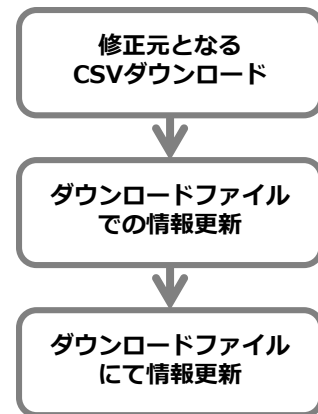 修正元となる
CSVダウンロード
ダウンロードファイル
での情報更新
ダウンロードファイル
にて情報更新